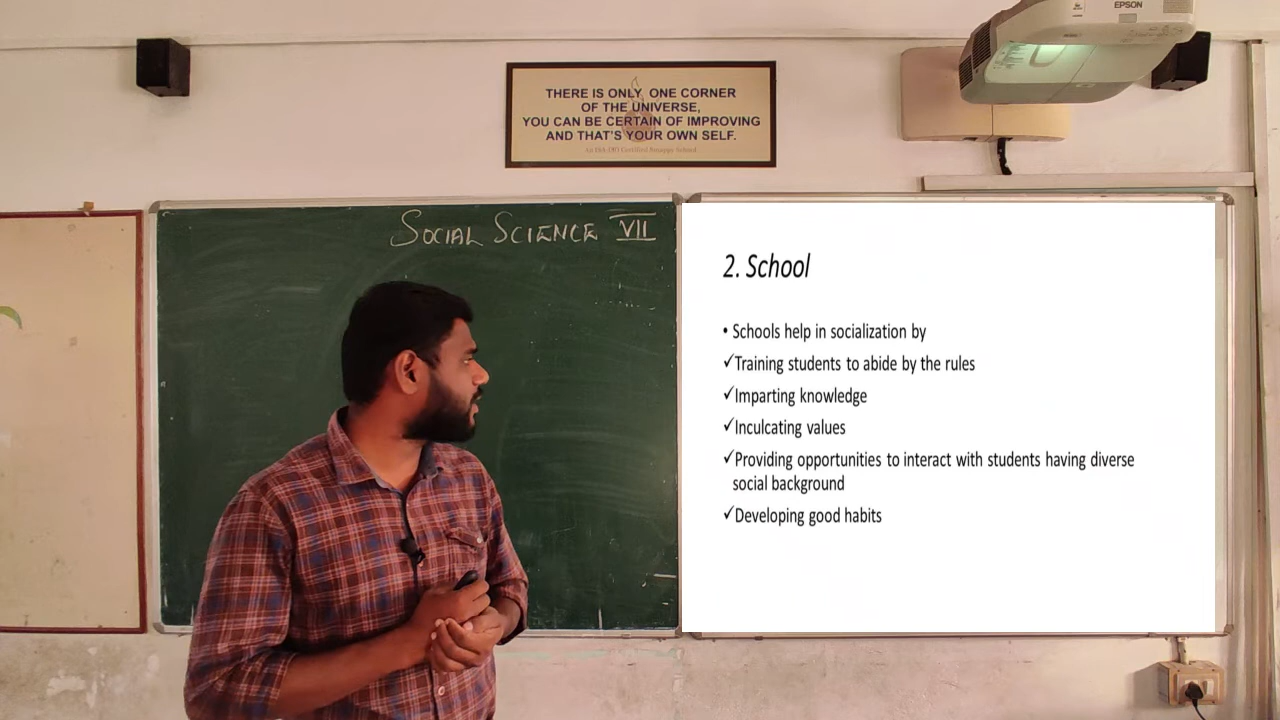 EPSON
THERE IS ONLY ONE CORNER
OF THE UNIVERSE,
YOU CAN BE CERTAIN OF IMPROVING
AND THAT'S YOUR OWN SELF.
SOCIAL SCIENCE VII
2. School
• Schools help in socialization by
✓Training students to abide by the rules
✓Imparting knowledge
✓Inculcating values
✓Providing opportunities to interact with students having diverse
social background
✓Developing good habits